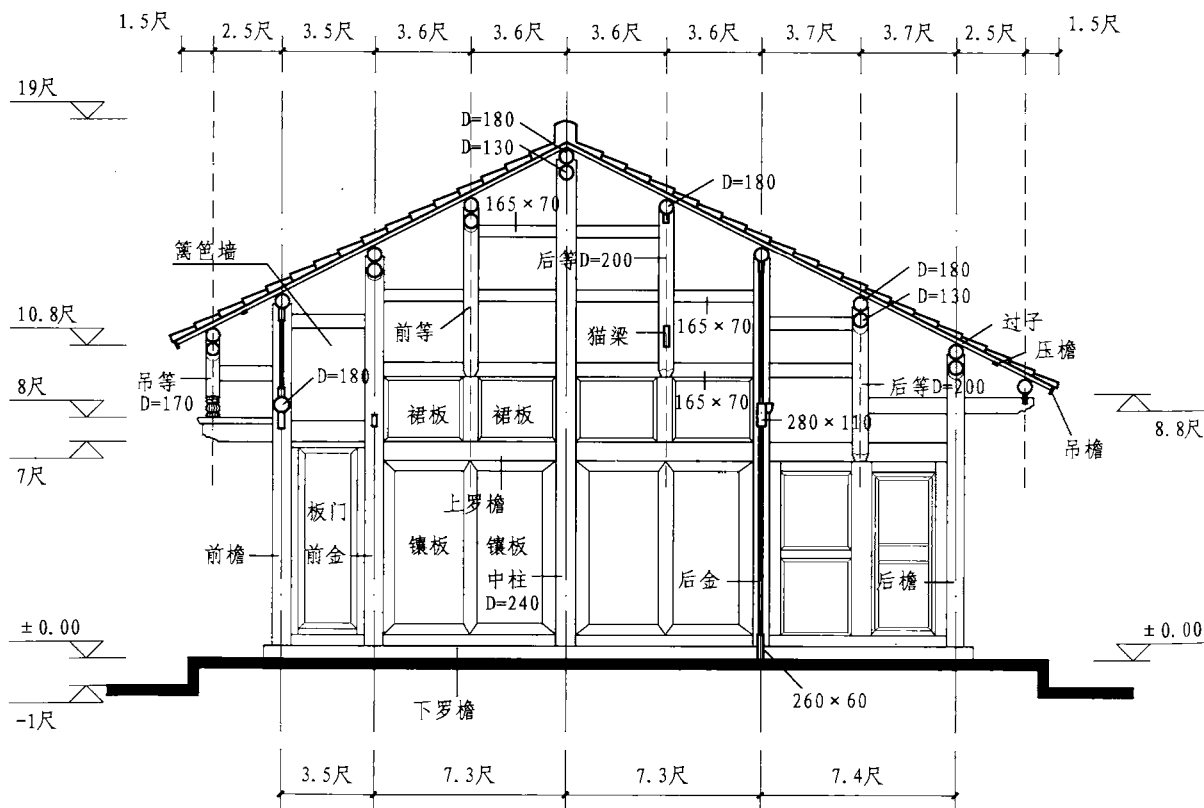 1.5尺
2.5尺
3.5尺
3.6尺
3.6尺
3.6尺
3.6尺
3.7尺
3.7尺
2.5尺
1.5尺
19尺
D=180
D=130
D=180
165×70
篱笆墙
后等D=200
D=180
D=130
10.8尺
前等
猫梁
165×70
过子
压檐
吊等
D=170
D=180
后等D=200
8尺
裙板
裙板
165×70
280×110
8.8尺
吊檐
7尺
上罗檐
板门
前檐
前金
镶板
镶板
中柱
D=240
后金
后檐
±0.00
±0.00
-1尺
下罗檐
260×60
3.5尺
7.3尺
7.3尺
7.4尺